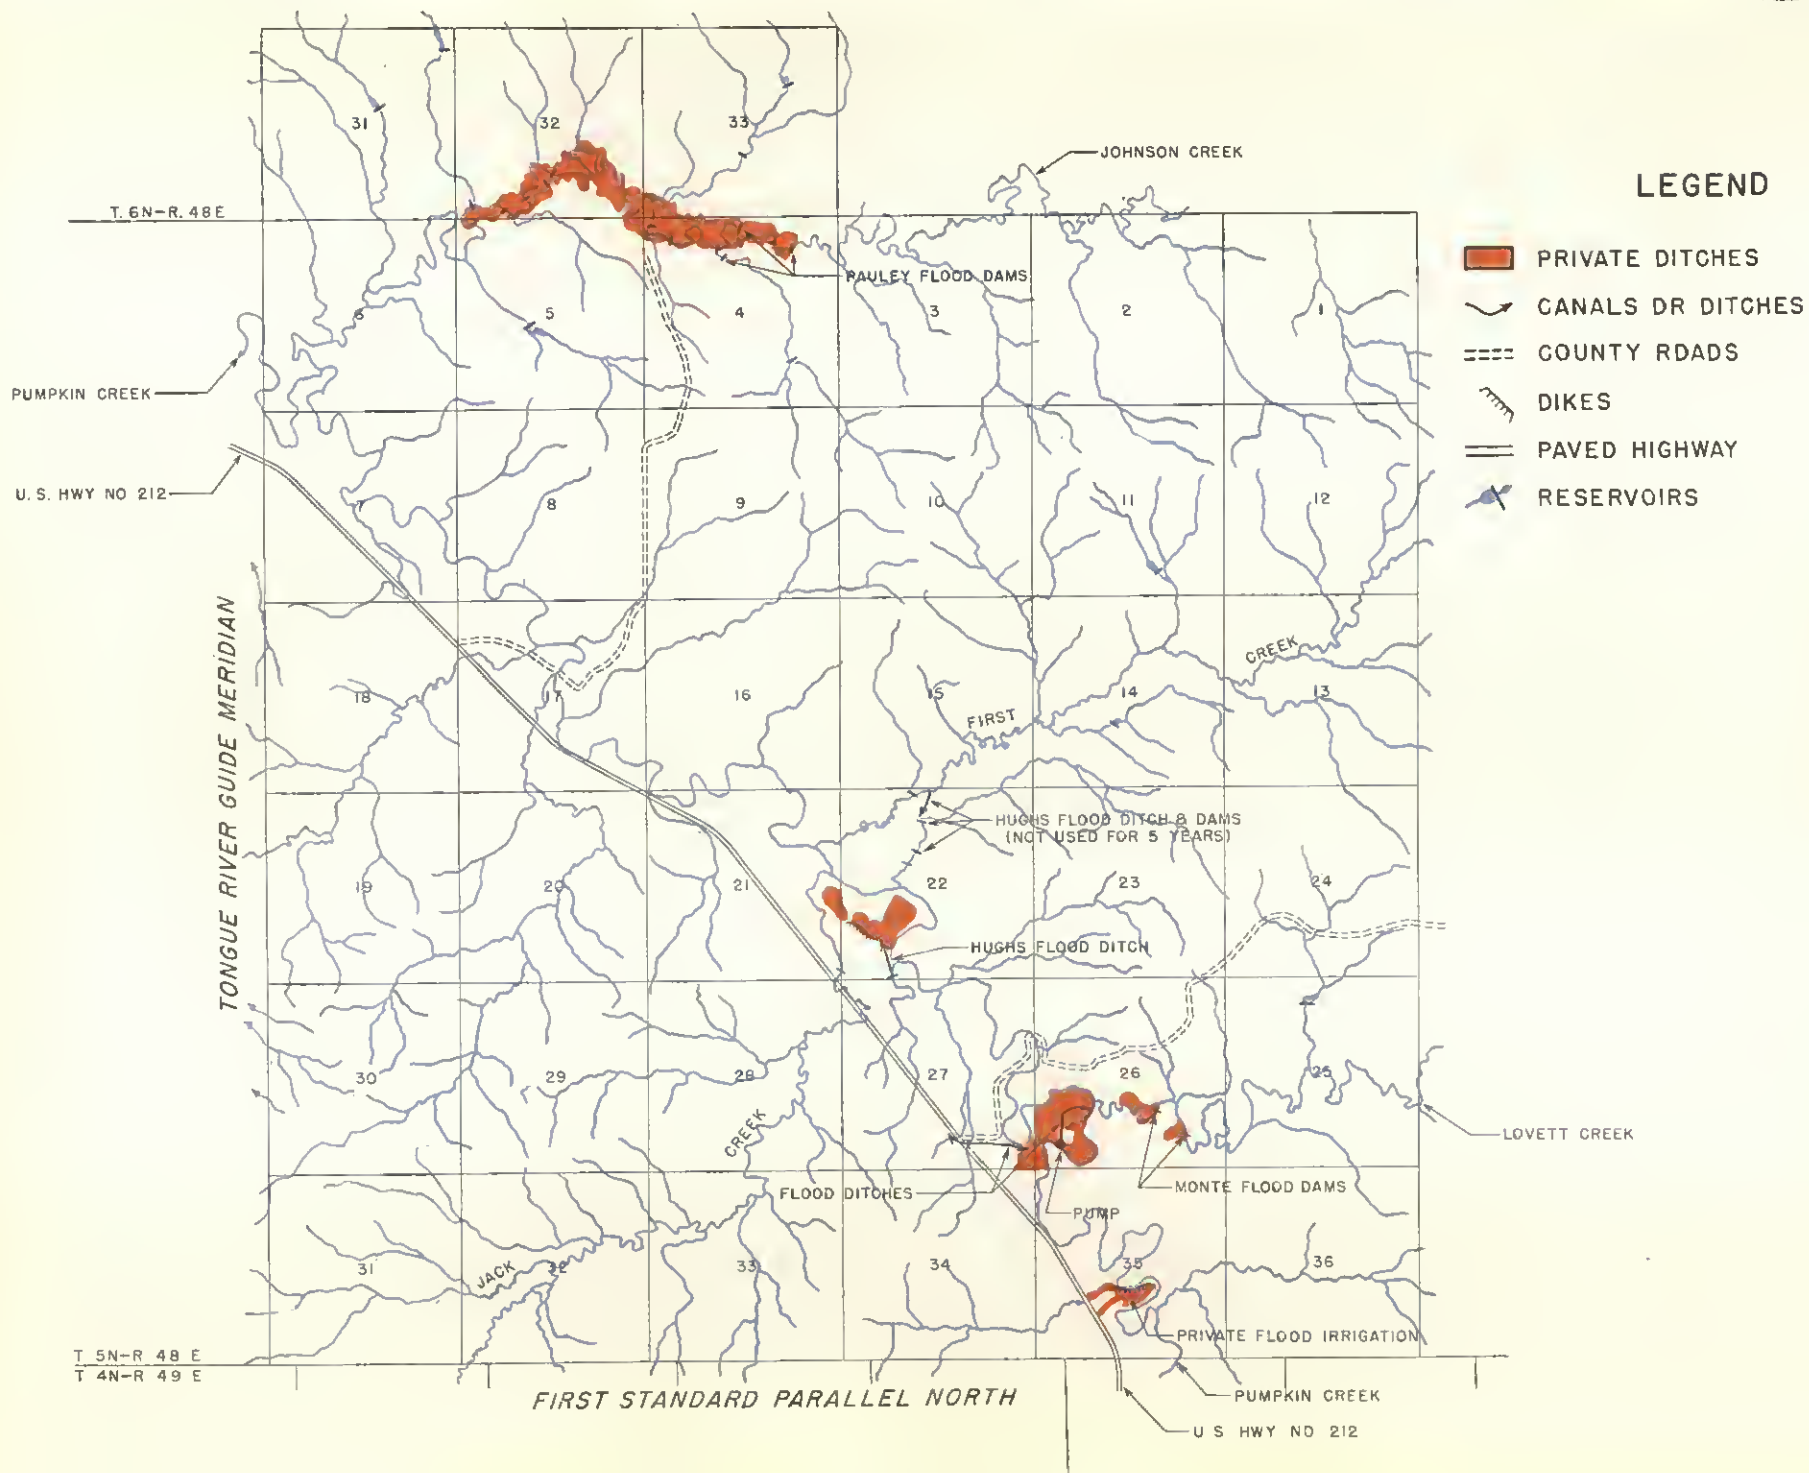 31
32
33
JOHNSON CREEK
LEGEND
T. 6N-R. 48E
PRIVATE DITCHES
PAULEY FLOOD DAMS
CANALS DR DITCHES
6
5
4
3
2
1
COUNTY RDADS
PUMPKIN CREEK
DIKES
PAVED HIGHWAY
U.S. HWY NO 212
7
8
9
10
11
12
RESERVOIRS
TONGUE RIVER GUIDE MERIDIAN
CREEK
18
17
16
15
14
13
FIRST
HUGHS FLOOD DITCH & DAMS
(NOT USED FOR 5 YEARS)
19
20
21
22
23
24
HUGHS FLOOD DITCH
30
29
28
27
26
25
CREEK
LOVETT CREEK
FLOOD DITCHES
MONTE FLOOD DAMS
PUMP
31
JACK
32
33
34
35
36
PRIVATE FLOOD IRRIGATION
T 5N-R 48 E
T 4N-R 49 E
FIRST STANDARD PARALLEL NORTH
PUMPKIN CREEK
U S HWY NO 212